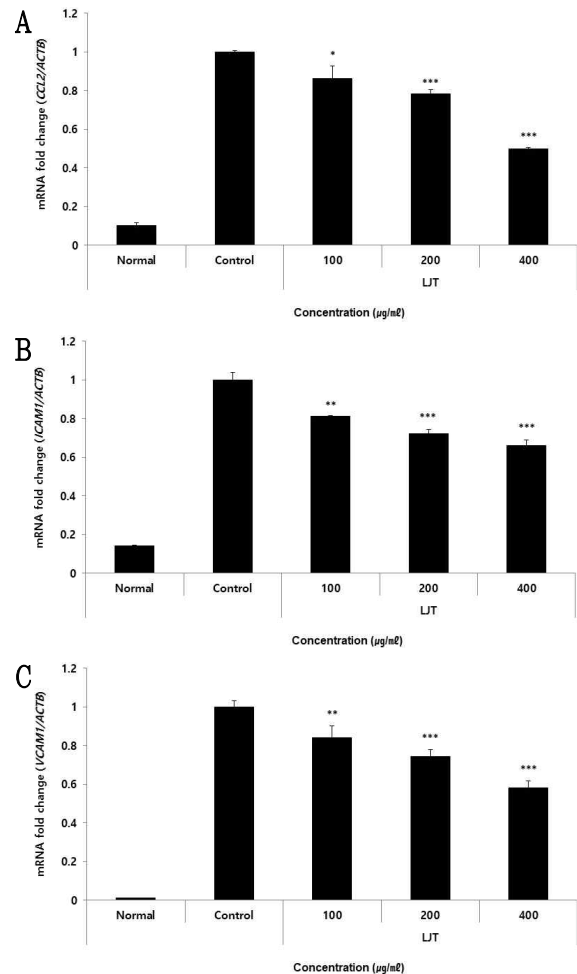 A
mRNA fold change (CCL2/ACTB)
1.2
1
0.8
0.6
0.4
0.2
0
*
***
***
Normal Control 100 200 400
LJT
Concentration (㎍/㎖)
B
mRNA fold change (ICAM1/ACTB)
1.2
1
0.8
0.6
0.4
0.2
0
**
***
***
Normal Control 100 200 400
LJT
Concentration (㎍/㎖)
C
mRNA fold change (VCAM1/ACTB)
1.2
1
0.8
0.6
0.4
0.2
0
**
***
***
Normal Control 100 200 400
LJT
Concentration (㎍/㎖)